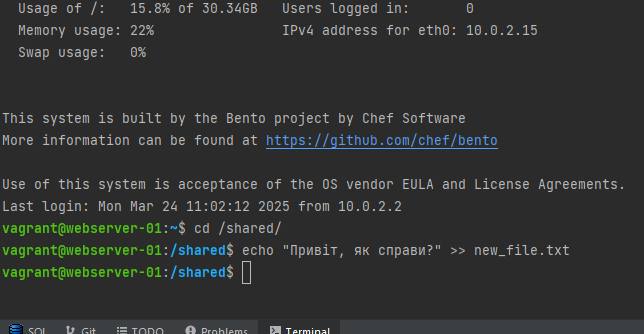 Usage of /:   15.8% of 30.34GB   Users logged in:       0
Memory usage: 22%                IPv4 address for eth0: 10.0.2.15
Swap usage:   0%
This system is built by the Bento project by Chef Software
More information can be found at https://github.com/chef/bento
Use of this system is acceptance of the OS vendor EULA and License Agreements.
Last login: Mon Mar 24 11:02:12 2025 from 10.0.2.2
vagrant@webserver-01:~$ cd /shared/
vagrant@webserver-01:/shared$ echo "Привіт, як справи?" >> new_file.txt
vagrant@webserver-01:/shared$
SQL Git TODO Problems Terminal